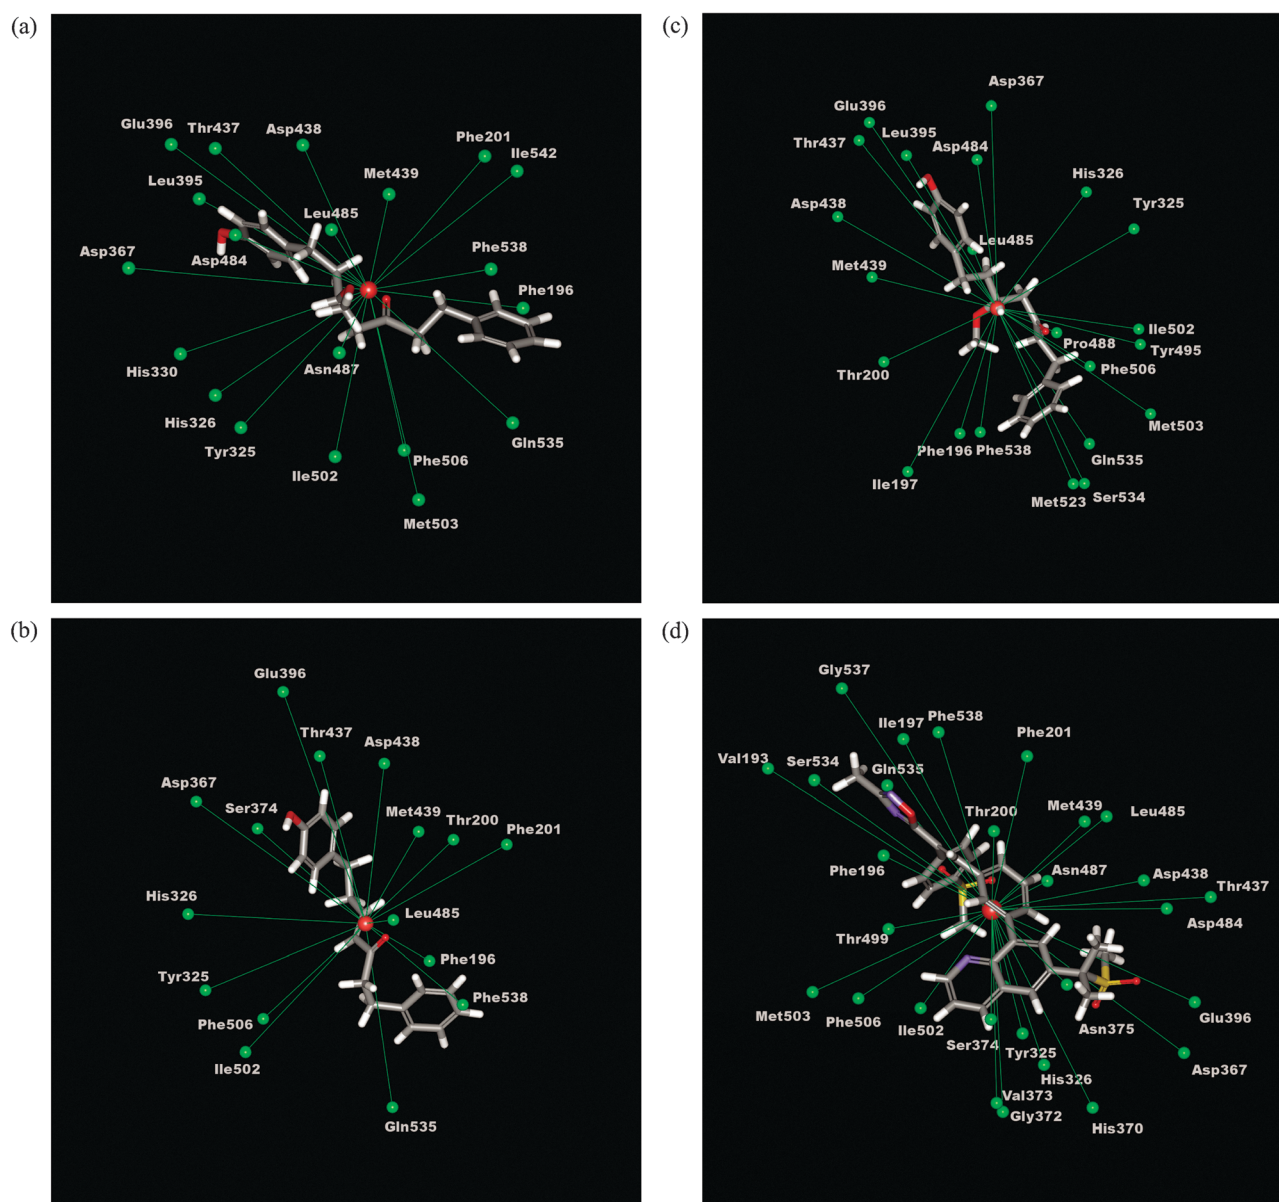 (a)
Glu396
Thr437
Asp438
Phe201
Ile542
Leu395
Met439
Leu485
Asp367
Asp484
Phe538
Phe196
His330
Asn487
His326
Tyr325
Ile502
Phe506
Gln535
Met503
(c)
Asp367
Glu396
Thr437
Leu395
Asp484
His326
Asp438
Tyr325
Leu485
Met439
Ile502
Pro488
Tyr495
Thr200
Phe506
Met503
Phe196
Phe538
Gln535
Ile197
Met523
Ser534
(b)
Glu396
Thr437
Asp438
Asp367
Ser374
Met439
Thr200
Phe201
His326
Leu485
Phe196
Tyr325
Phe538
Phe506
Ile502
Gln535
(d)
Gly537
Ile197
Phe538
Phe201
Val193
Ser534
Gln535
Thr200
Met439
Leu485
Phe196
Asn487
Asp438
Thr437
Asp484
Thr499
Met503
Phe506
Ile502
Ser374
Tyr325
Asn375
Glu396
His326
Asp367
Val373
Gly372
His370